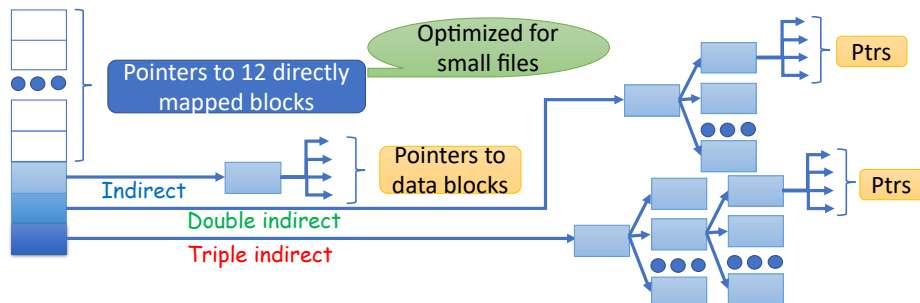 Optimized for
small files
Pointers to 12 directly
mapped blocks
Ptrs
Pointers to
data blocks
Indirect
Double indirect
Ptrs
Triple indirect